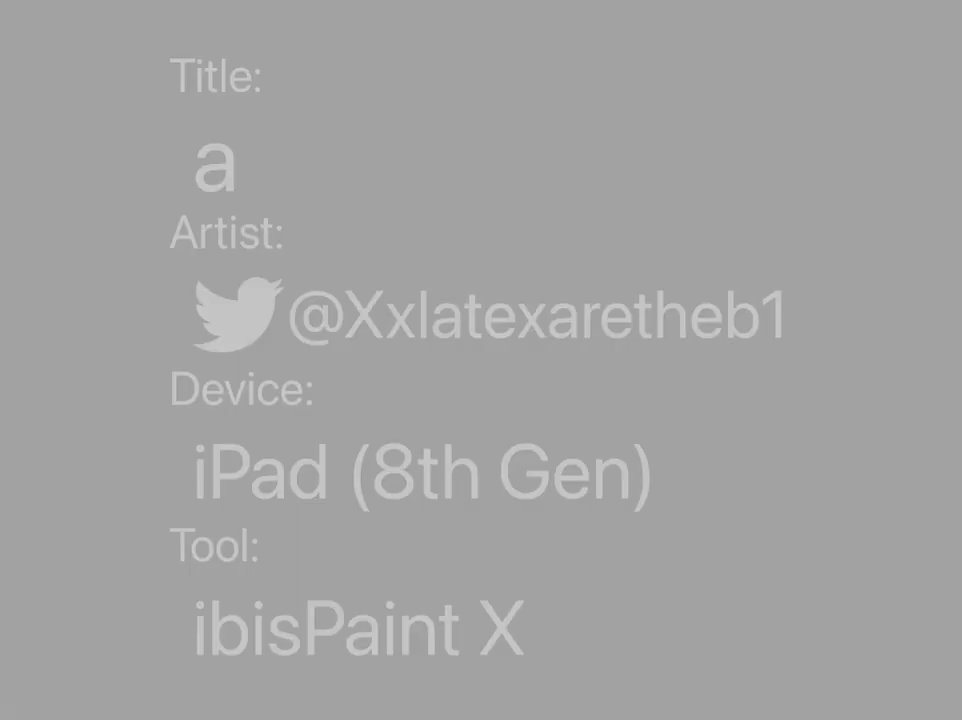 Title:
a
Artist:
@Xxlatexaretheb1
Device:
iPad (8th Gen)
Tool:
ibisPaint X